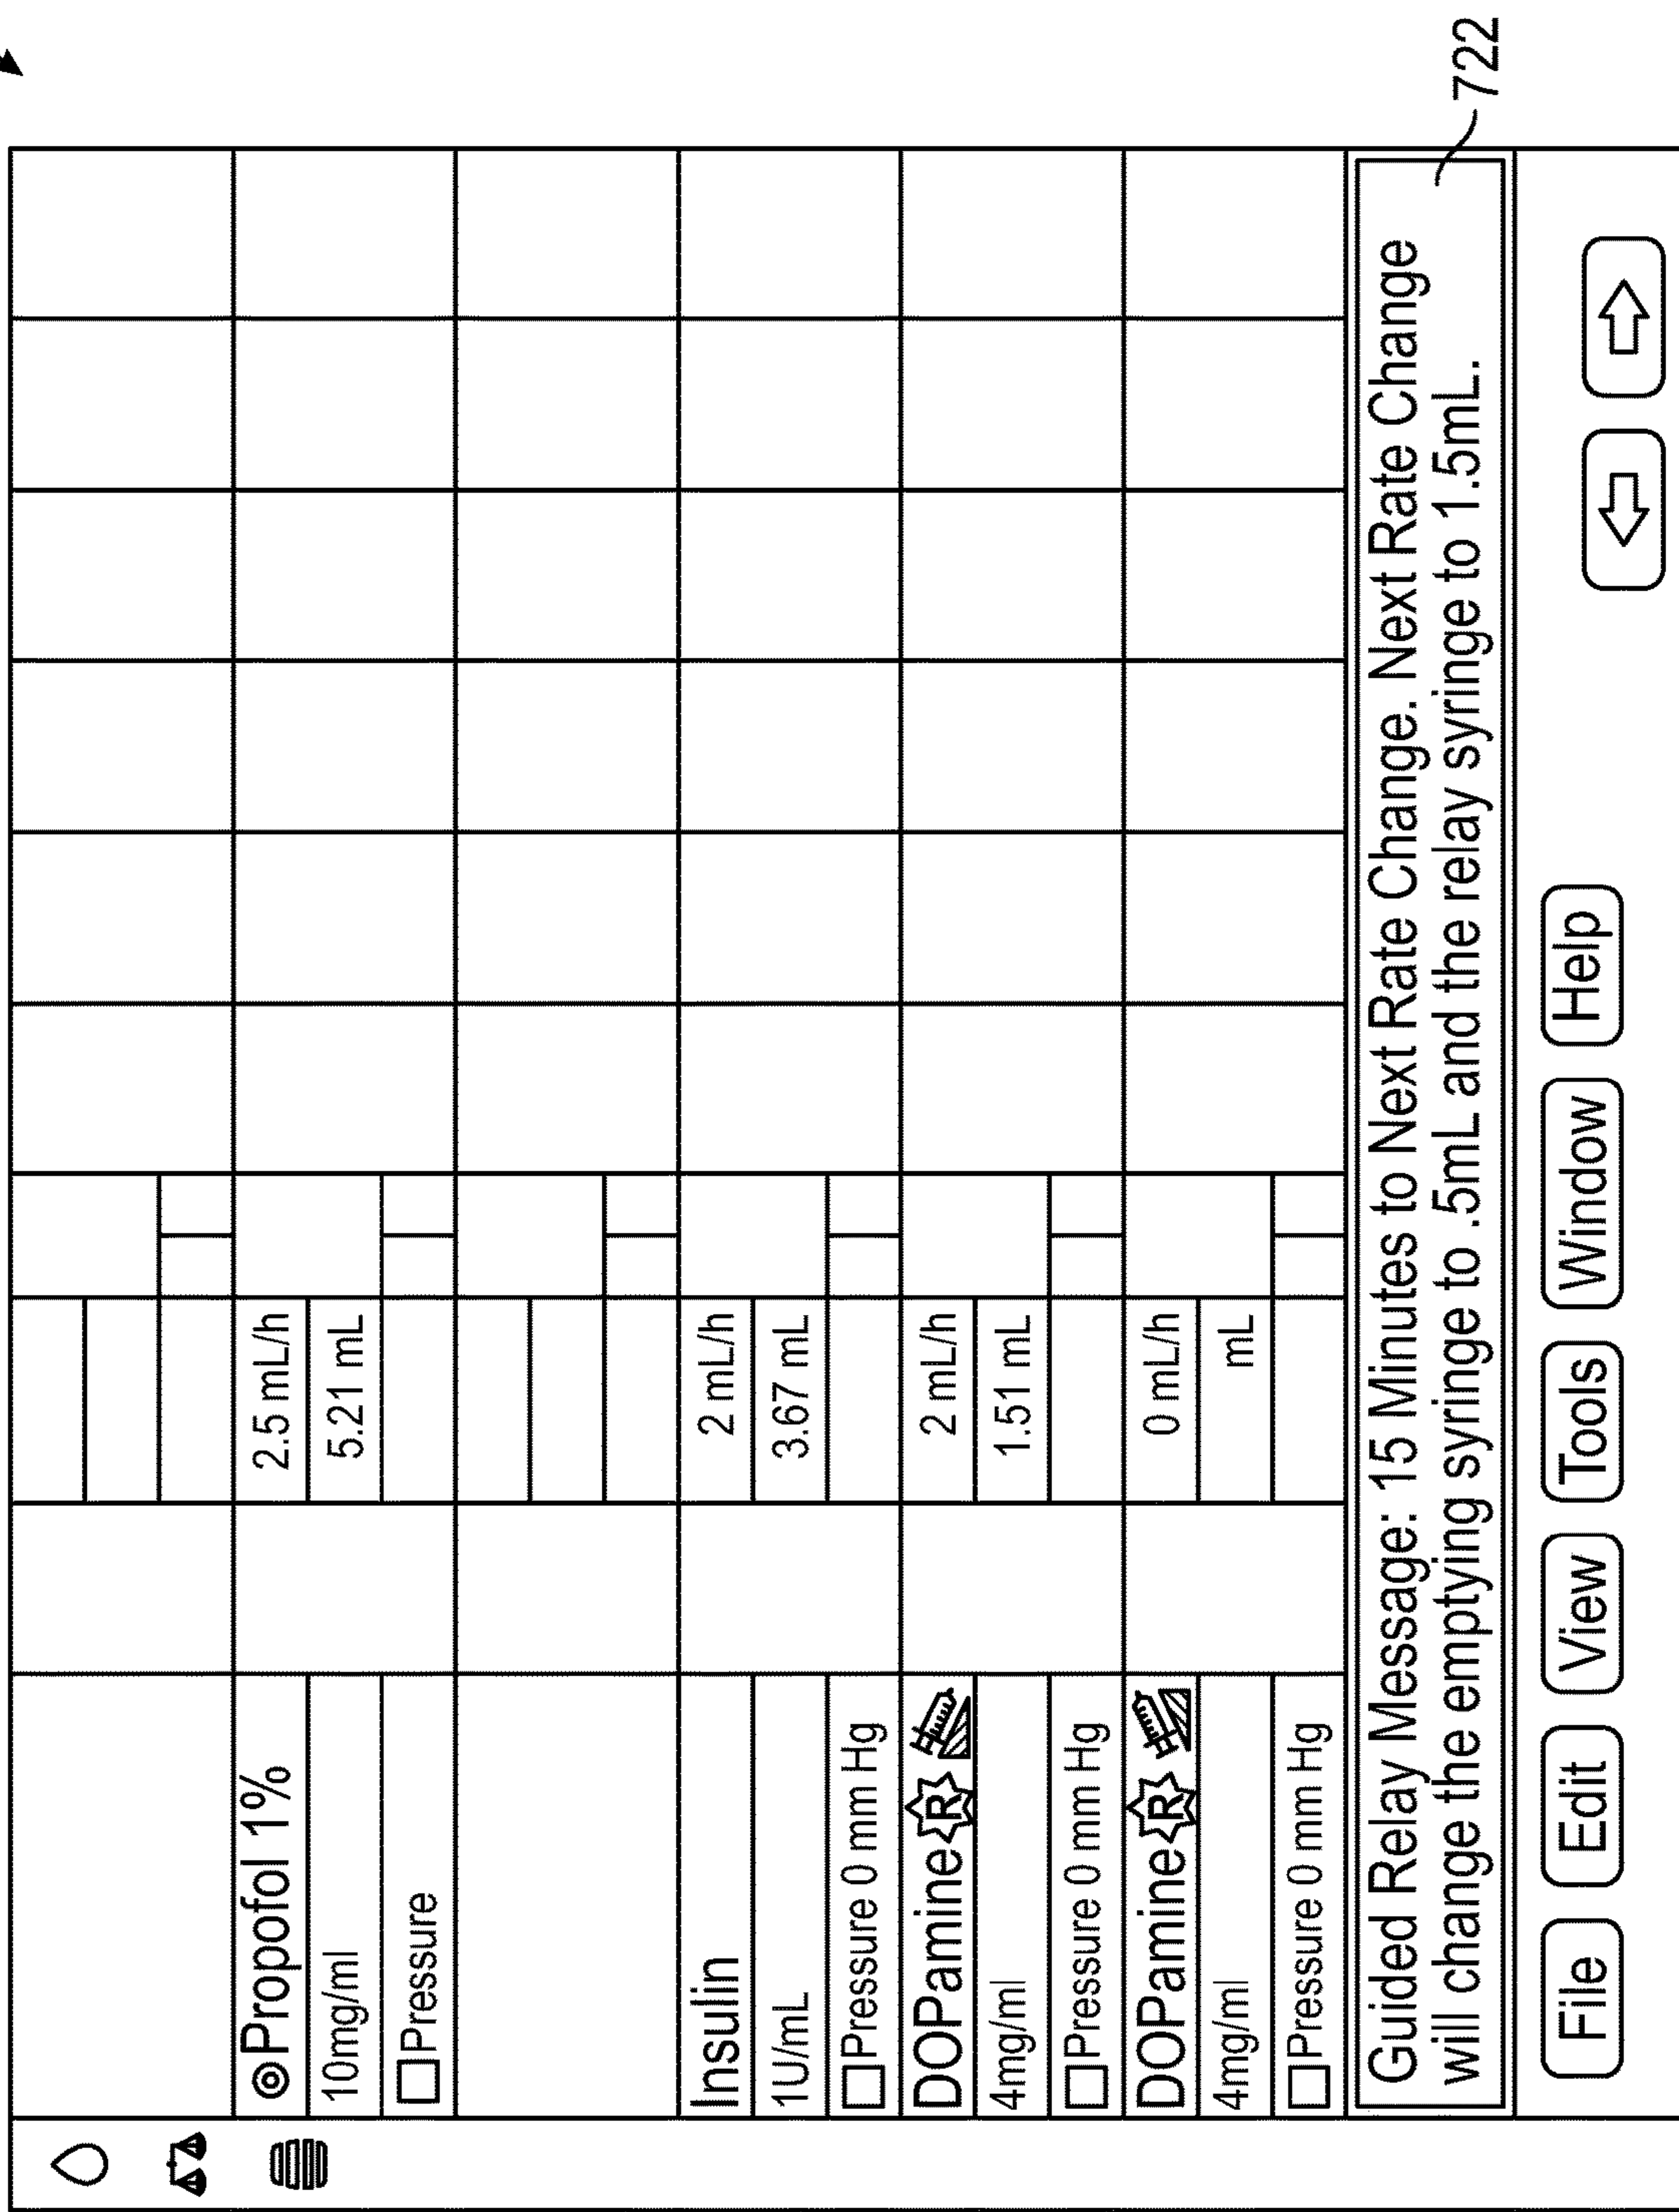 Propofol 1%
2.5 mL/h
10mg/ml
5.21 mL
Pressure
Insulin
2 mL/h
1U/mL
3.67 mL
Pressure 0 mm Hg
DOPamine R
2 mL/h
4mg/ml
1.51 mL
Pressure 0 mm Hg
DOPamine R
0 mL/h
4mg/ml
mL
Pressure 0 mm Hg
Guided Relay Message: 15 Minutes to Next Rate Change. Next Rate Change
will change the emptying syringe to .5mL and the relay syringe to 1.5mL.
722
File Edit View Tools Window Help